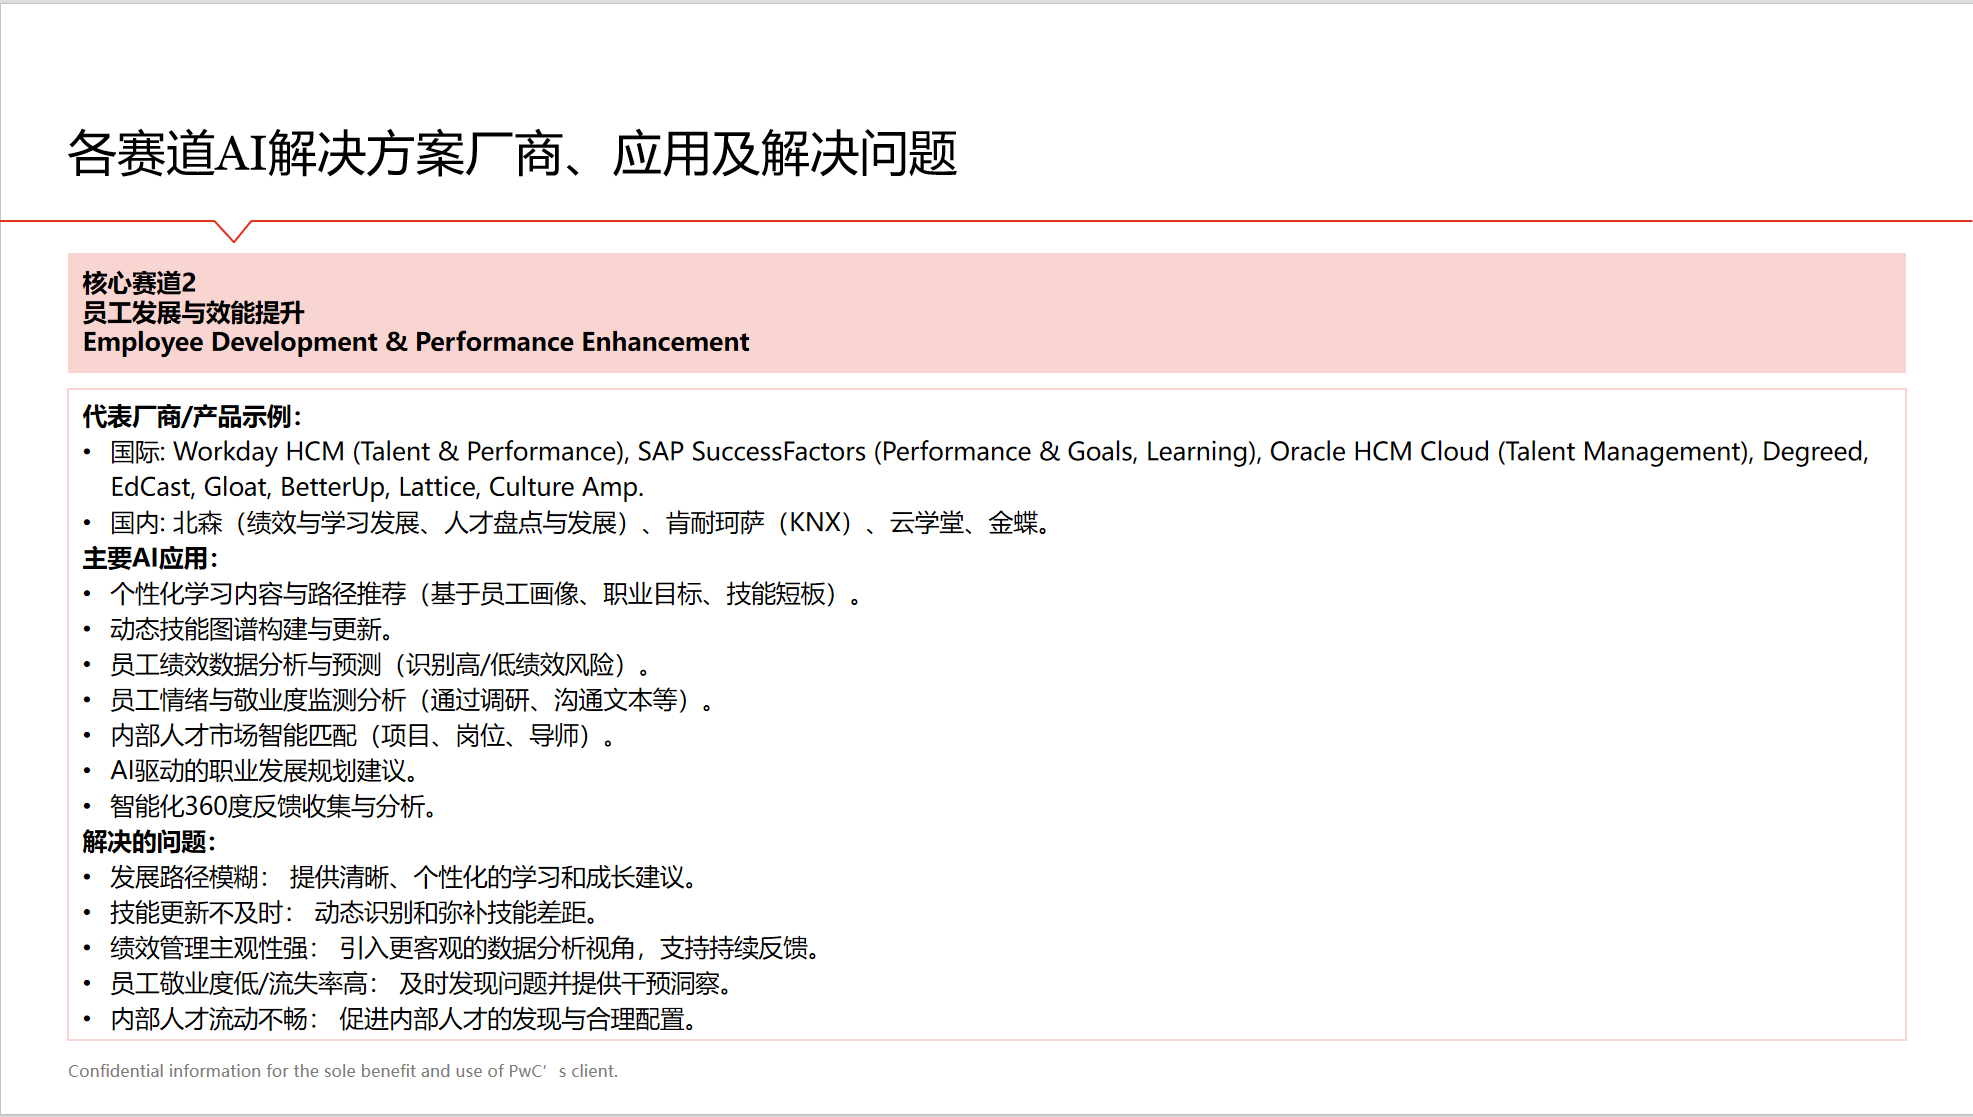 各赛道AI解决方案厂商、应用及解决问题
核心赛道2
员工发展与效能提升
Employee Development & Performance Enhancement
代表厂商/产品示例：
• 国际: Workday HCM (Talent & Performance), SAP SuccessFactors (Performance & Goals, Learning), Oracle HCM Cloud (Talent Management), Degreed,
EdCast, Gloat, BetterUp, Lattice, Culture Amp.
• 国内: 北森（绩效与学习发展、人才盘点与发展）、肯耐珂萨（KNX）、云学堂、金蝶。
主要AI应用：
• 个性化学习内容与路径推荐（基于员工画像、职业目标、技能短板）。
• 动态技能图谱构建与更新。
• 员工绩效数据分析与预测（识别高/低绩效风险）。
• 员工情绪与敬业度监测分析（通过调研、沟通文本等）。
• 内部人才市场智能匹配（项目、岗位、导师）。
• AI驱动的职业发展规划建议。
• 智能化360度反馈收集与分析。
解决的问题：
• 发展路径模糊： 提供清晰、个性化的学习和成长建议。
• 技能更新不及时： 动态识别和弥补技能差距。
• 绩效管理主观性强： 引入更客观的数据分析视角，支持持续反馈。
• 员工敬业度低/流失率高： 及时发现问题并提供干预洞察。
• 内部人才流动不畅： 促进内部人才的发现与合理配置。
Confidential information for the sole benefit and use of PwC’s client.